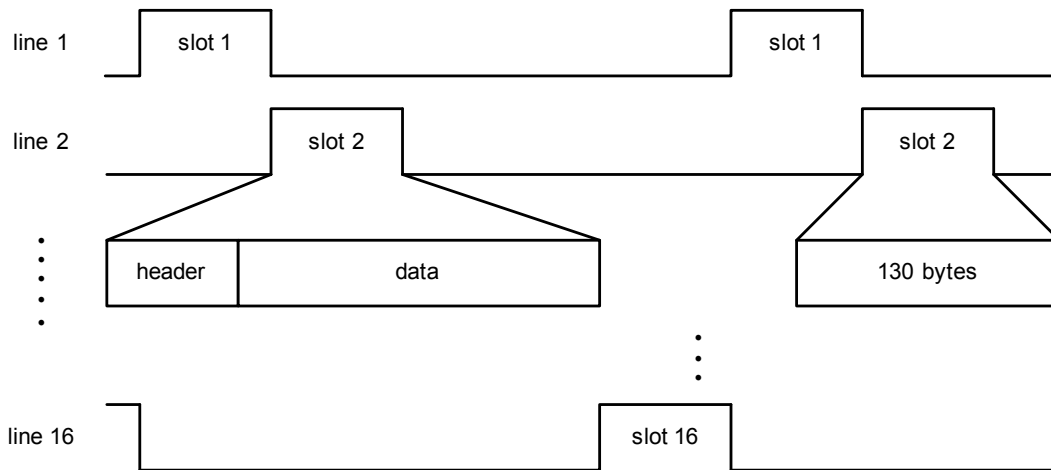 line 1 slot 1 slot 1
line 2 slot 2 slot 2
header data 130 bytes
line 16 slot 16